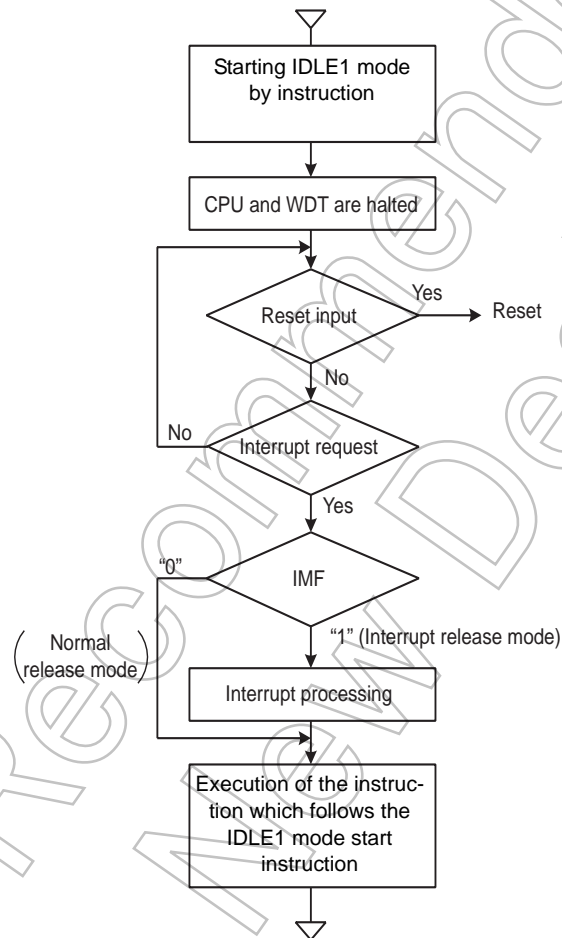 Starting IDLE1 mode
by instruction
CPU and WDT are halted
Yes
Reset input
Reset
No
No
Interrupt request
Yes
“0”
IMF
“1” (Interrupt release mode)
Normal
release mode
Interrupt processing
Execution of the instruc-
tion which follows the
IDLE1 mode start
instruction